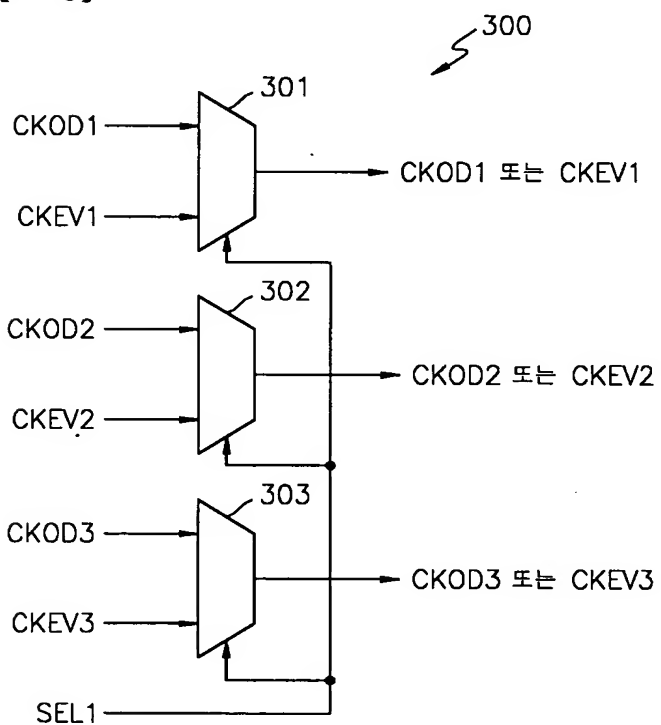 300
301
CKOD1
CKOD1 또는 CKEV1
CKEV1
302
CKOD2
CKOD2 또는 CKEV2
CKEV2
303
CKOD3
CKOD3 또는 CKEV3
CKEV3
SEL1